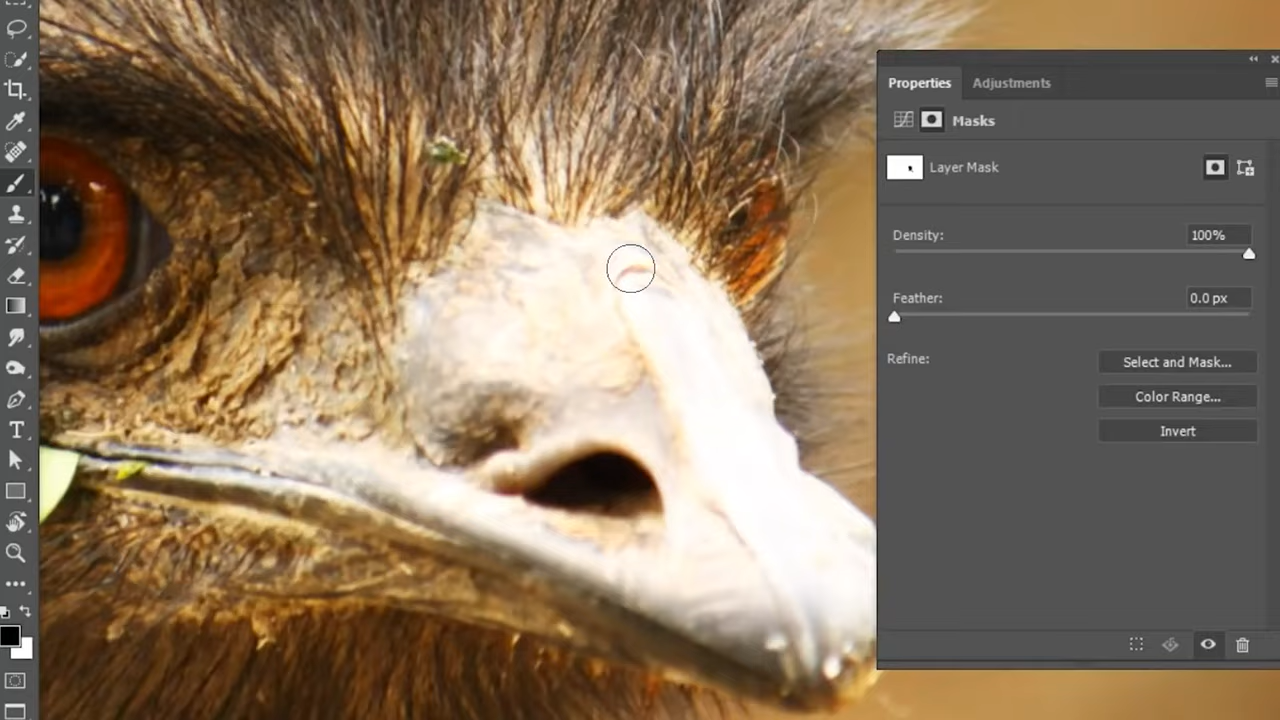 Properties
Adjustments
Masks
Layer Mask
Density:
100%
Feather:
0.0 px
Refine:
Select and Mask...
Color Range...
Invert